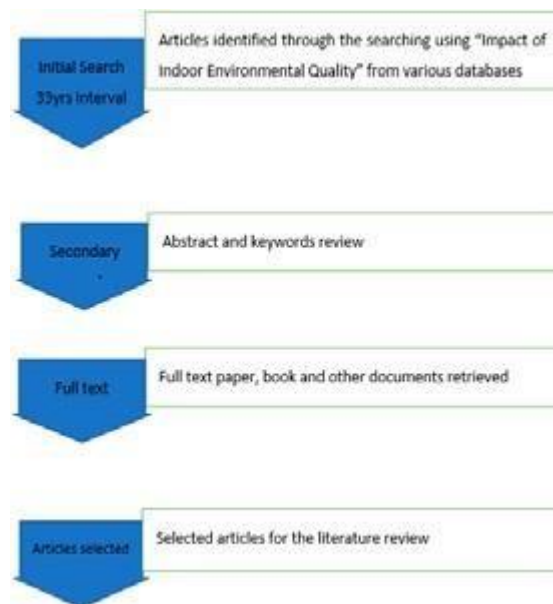 Initial Search
33yrs Interval
Articles identified through the searching using "Impact of
Indoor Environmental Quality" from various databases
Secondary
Abstract and keywords review
Full text
Full text paper, book and other documents retrieved
Articles selected
Selected articles for the literature review